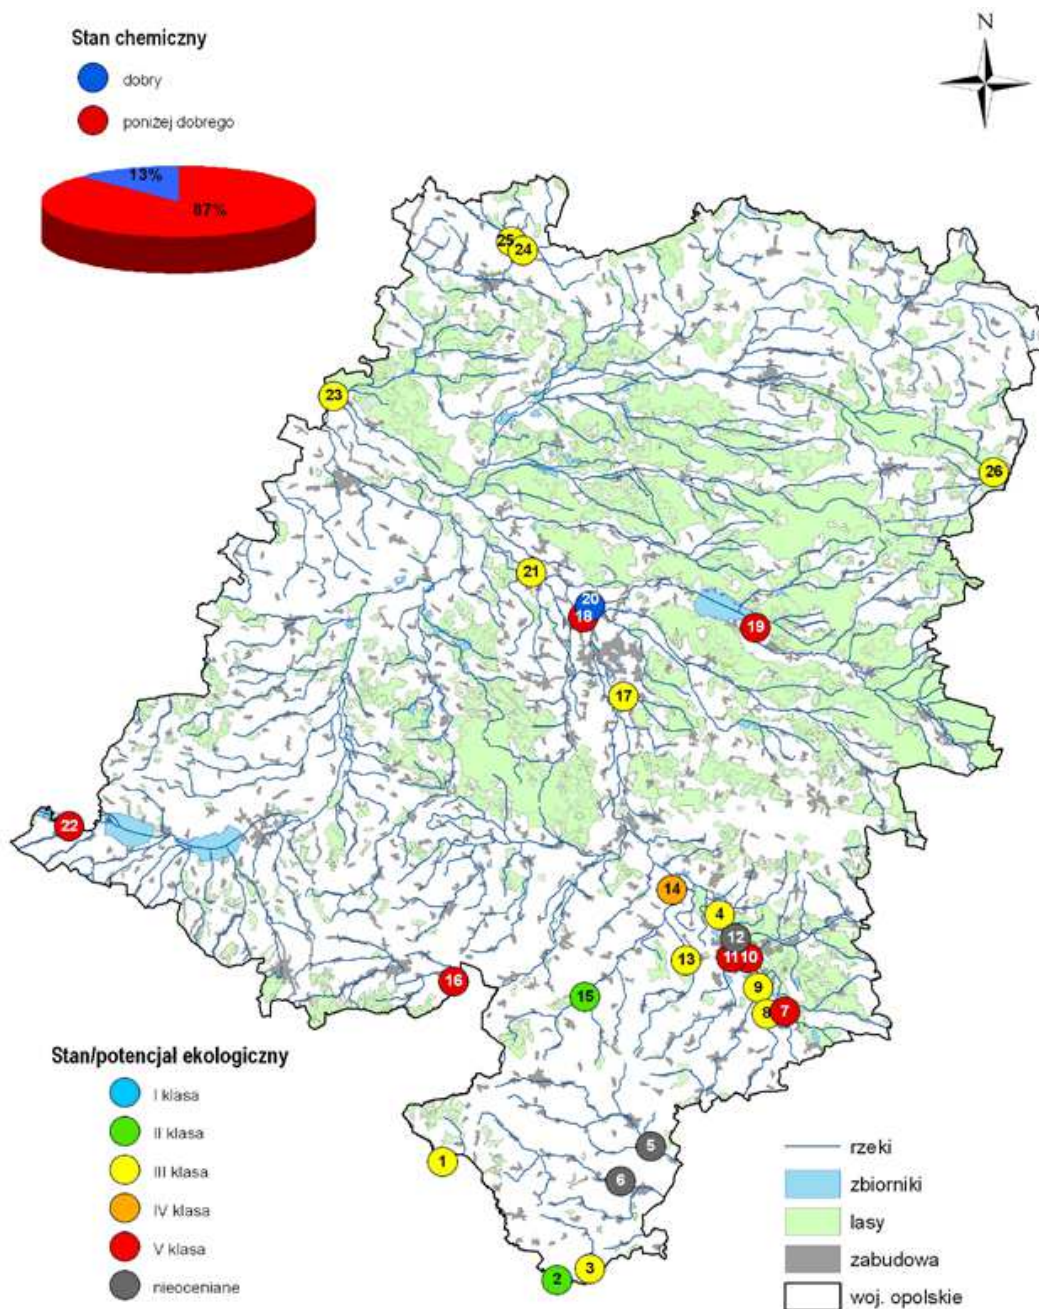 Stan chemiczny
N
dobry
poniżej dobrego
13%
87%
25
24
23
26
21
20
18
19
17
22
14
4
12
13
11
10
16
9
15
8
7
Stan/potencjał ekologiczny
I klasa
II klasa
5
rzeki
1
III klasa
6
zbiorniki
IV klasa
lasy
V klasa
zabudowa
3
2
nieoceniane
woj. opolskie